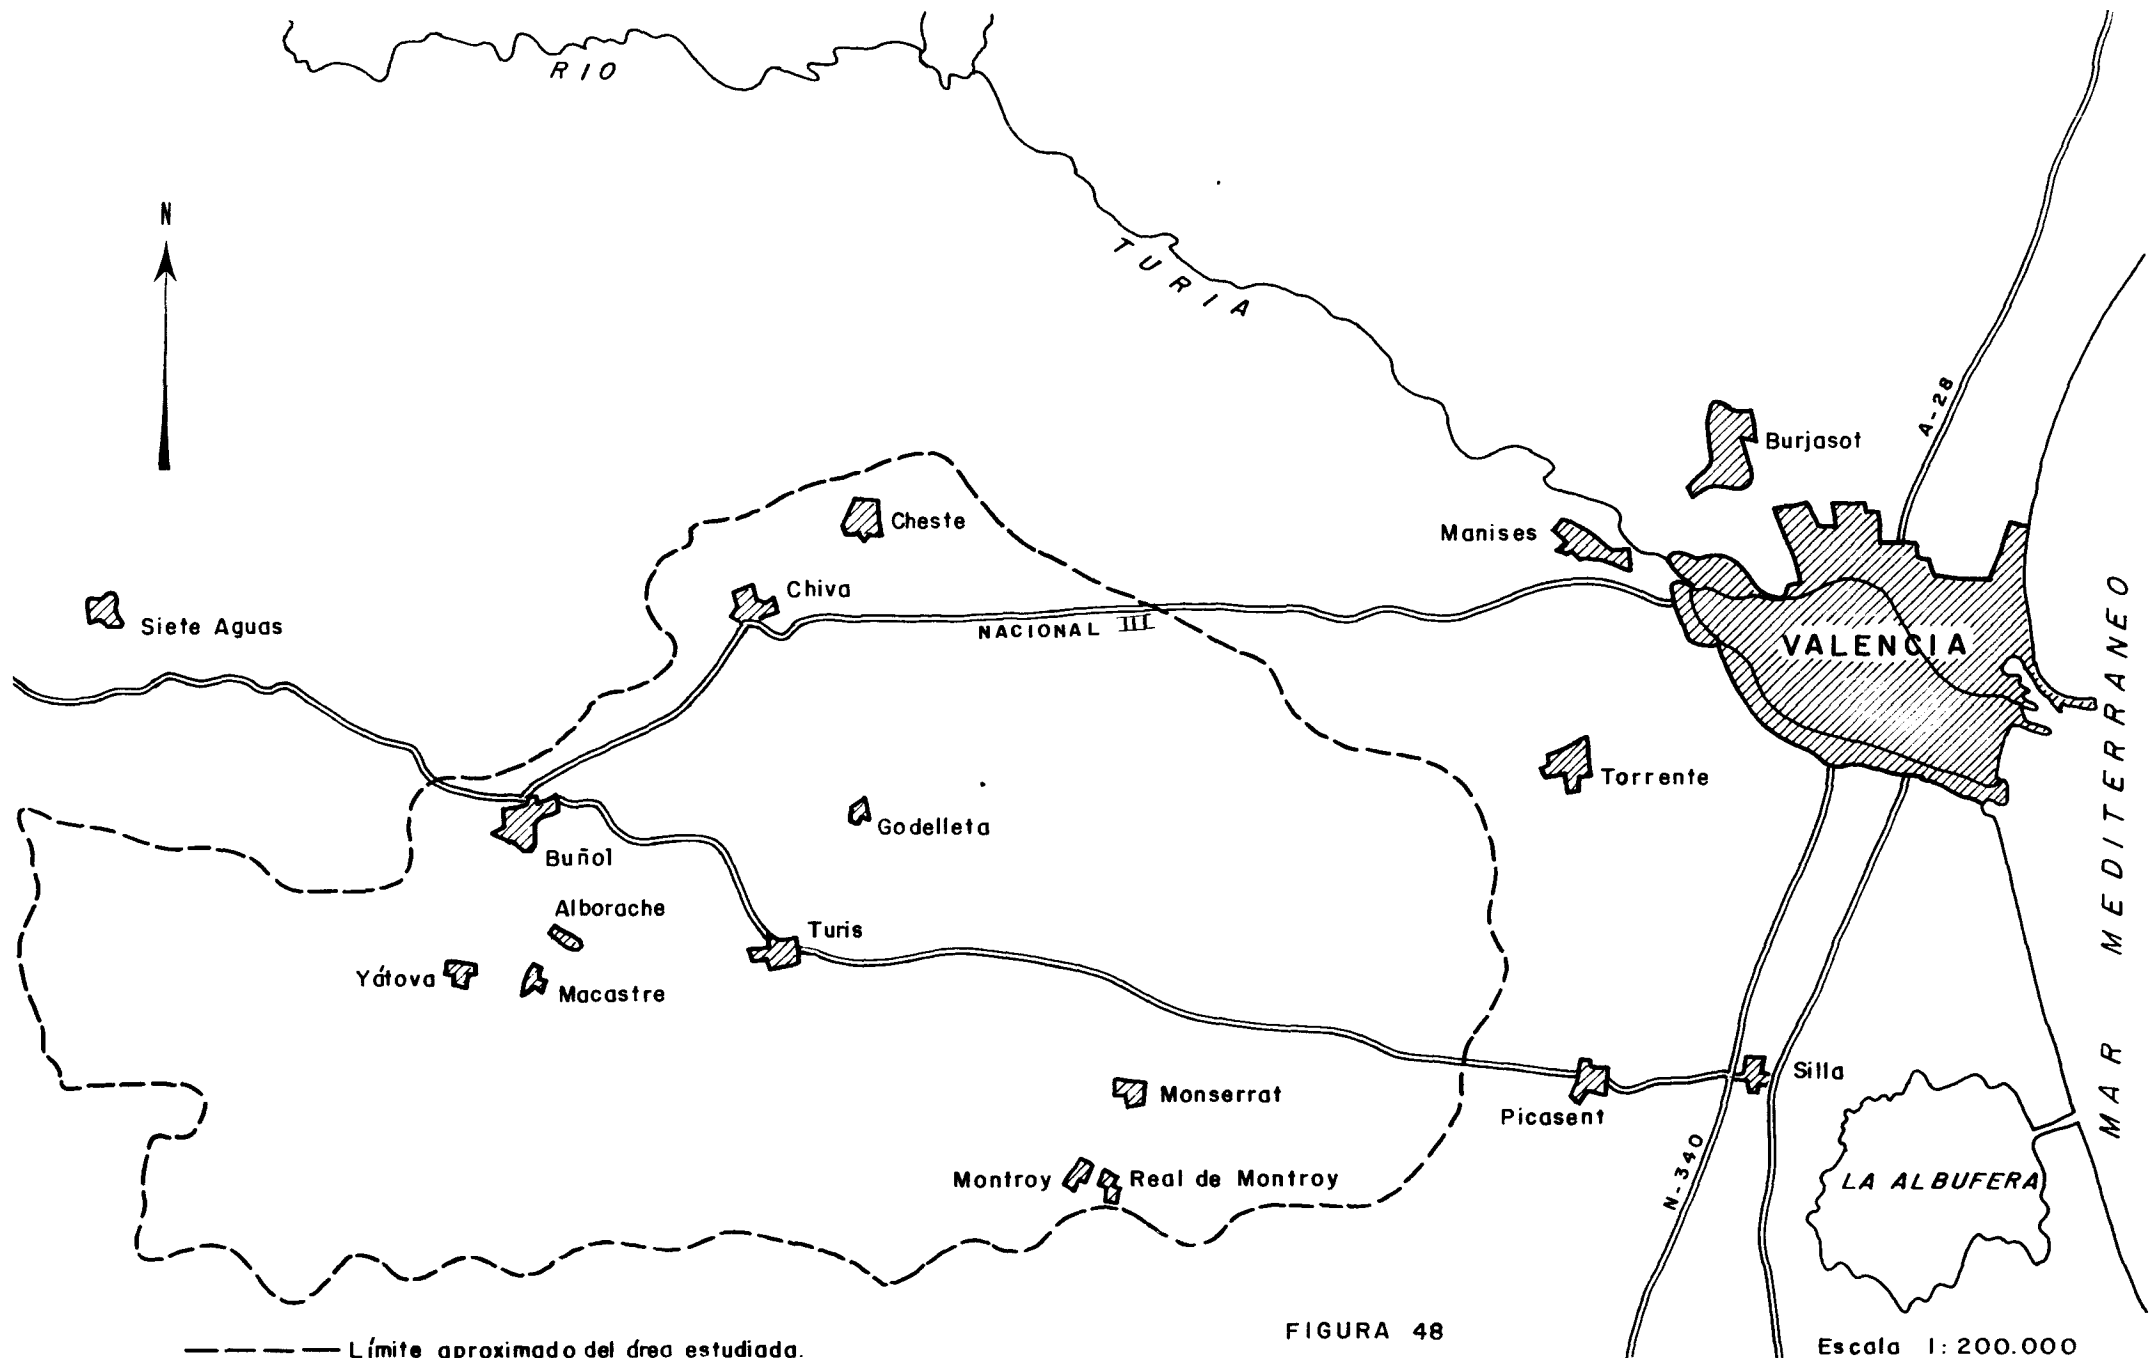 RIO
N
TURIA
A-28
Burjasot
Cheste
Manises
Chiva
Siete Aguas
NACIONAL III
VALENCIA
MAR MEDITERRANEO
Torrente
Godelleta
Buñol
Alborache
Turis
Yátova
Macastre
Silla
Monserrat
Picasent
Montroy
Real de Montroy
N-340
LA ALBUFERA
FIGURA 48
Límite aproximado del área estudiada.
Escala 1:200.000